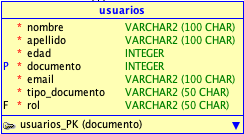 usuarios
* nombre VARCHAR2 (100 CHAR)
* apellido VARCHAR2 (100 CHAR)
* edad INTEGER
P * documento INTEGER
* email VARCHAR2 (100 CHAR)
* tipo_documento VARCHAR2 (50 CHAR)
F * rol VARCHAR2 (50 CHAR)
usuarios_PK (documento)